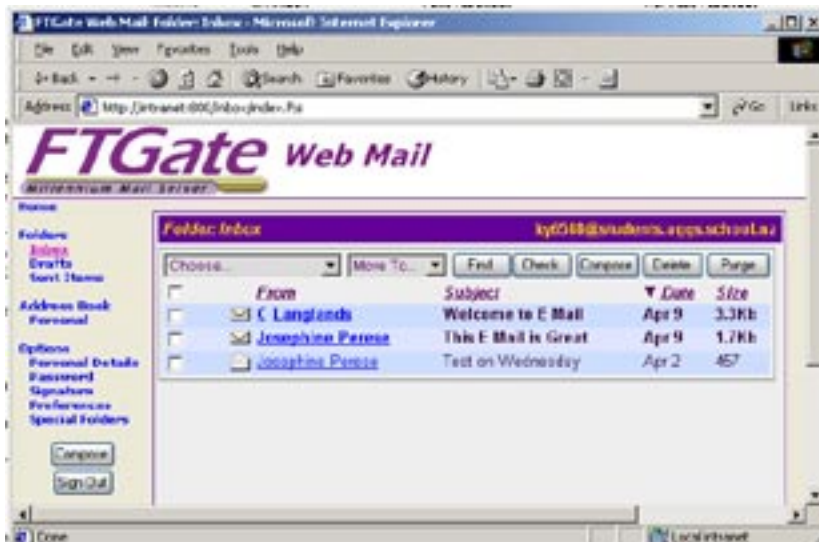 FTGate Web Mail Folder: Inbox - Microsoft Internet Explorer
File Edit View Favorites Tools Help
Back Search Favorites History
Address Go Links
FTGate Web Mail
Millennium Mail Server
Home
Folders
Inbox
Drafts
Sent Items
Address Book
Personal
Options
Personal Details
Password
Signature
Preferences
Special Folders
Compose
Sign Out
Folder: Inbox
Choose... Move To... Find Check Compose Delete Purge
From Subject Date Size
C Langlands Welcome to E Mail Apr 9 3.3Kb
Josephine Perese This E Mail is Great Apr 9 1.7Kb
Josephine Perese Test on Wednesday Apr 2 457
Done Local intranet